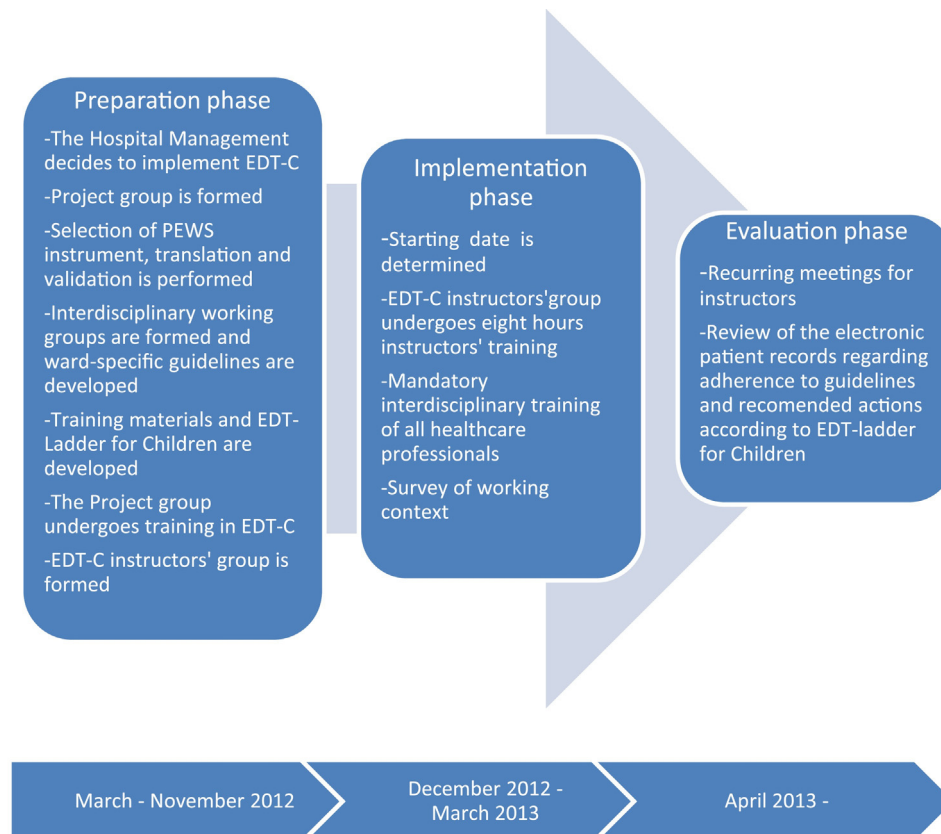 Preparation phase
-The Hospital Management
decides to implement EDT-C
-Project group is formed
-Selection of PEWS
instrument, translation and
validation is performed
-Interdisciplinary working
groups are formed and
ward-specific guidelines are
developed
-Training materials and EDT-
Ladder for Children are
developed
-The Project group
undergoes training in EDT-C
-EDT-C instructors' group is
formed
Implementation
phase
-Starting date is
determined
-EDT-C instructors'group
undergoes eight hours
instructors' training
-Mandatory
interdisciplinary training
of all healthcare
professionals
-Survey of working
context
Evaluation phase
-Recurring meetings for
instructors
-Review of the electronic
patient records regarding
adherence to guidelines
and recomended actions
according to EDT-ladder
for Children
March - November 2012
December 2012 -
March 2013
April 2013 -